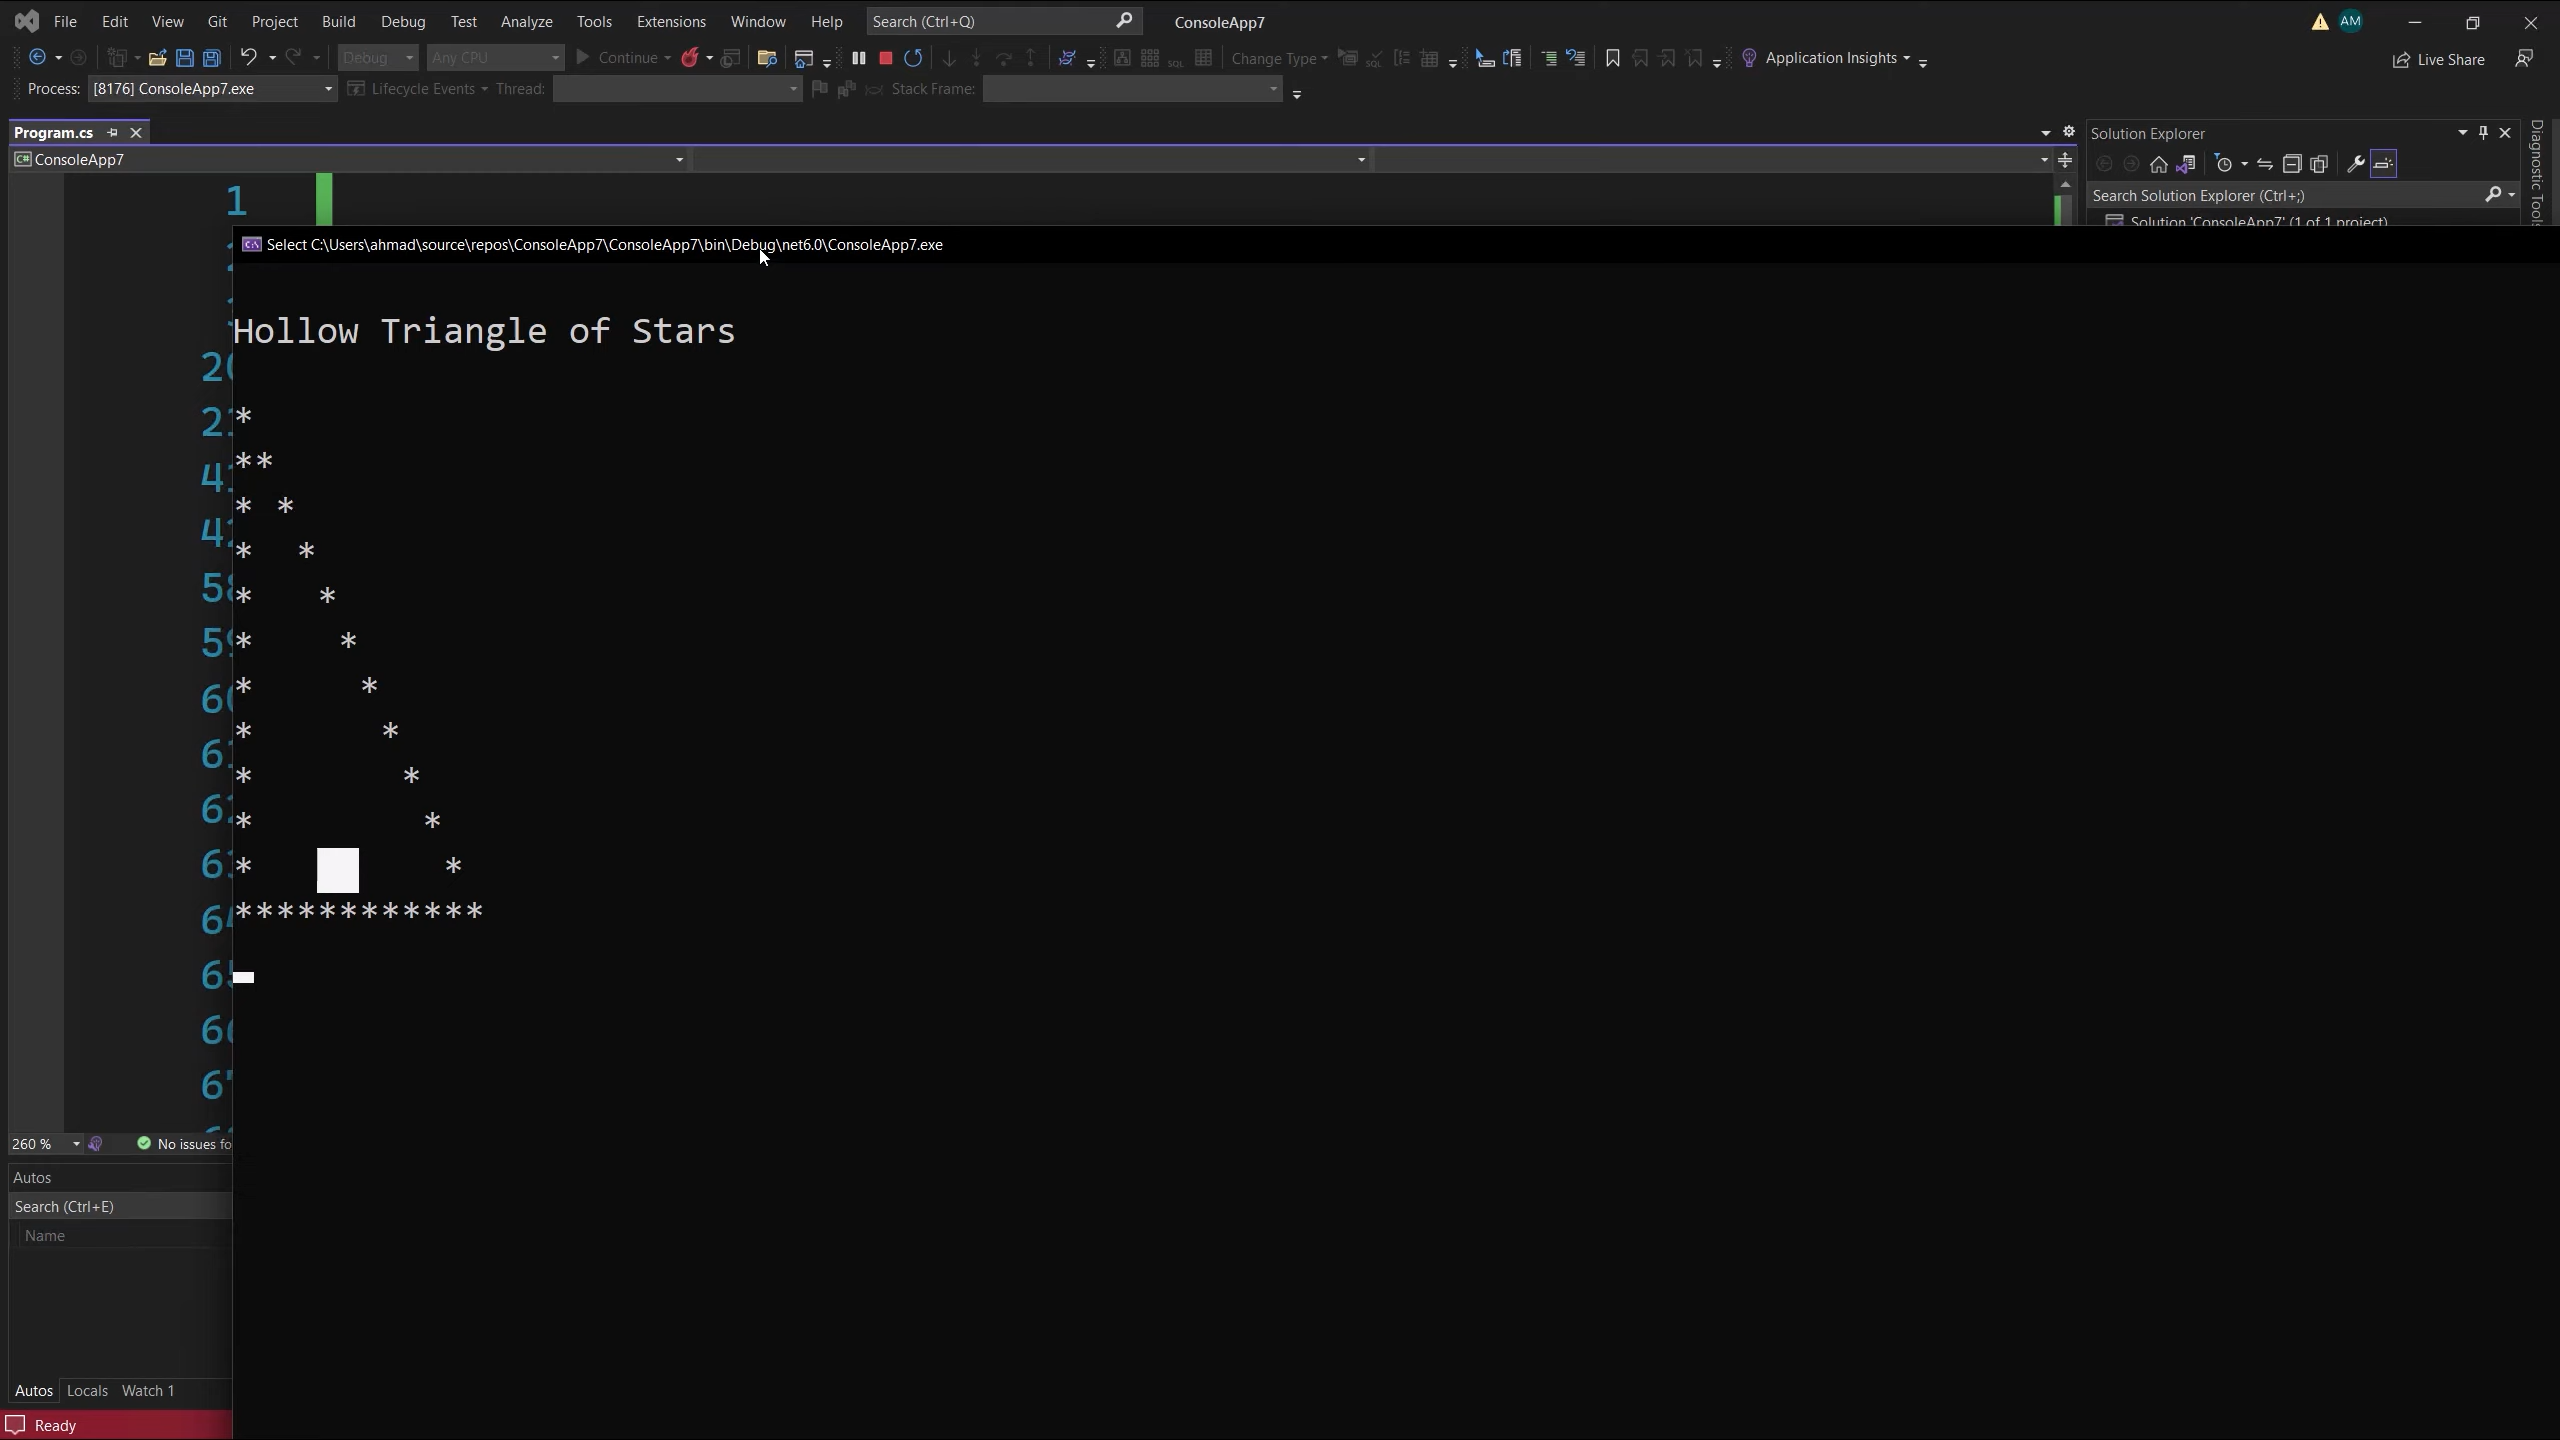 File Edit View Git Project Build Debug Test Analyze Tools Extensions Window Help Search (Ctrl+Q) ConsoleApp7 AM
Debug Any CPU Continue Change Type Application Insights Live Share
Process: [8176] ConsoleApp7.exe Lifecycle Events Thread: Stack Frame:
Program.cs
Solution Explorer
ConsoleApp7
Search Solution Explorer (Ctrl+;)
Solution 'ConsoleApp7' (1 of 1 project)
1
Select C:\Users\ahmad\source\repos\ConsoleApp7\ConsoleApp7\bin\Debug\net6.0\ConsoleApp7.exe
Hollow Triangle of Stars
*
**
* *
*  *
*   *
*    *
*     *
*      *
*       *
*        *
*         *
************
260 % No issues
Autos
Search (Ctrl+E)
Name
Autos Locals Watch 1
Ready
Diagnostic